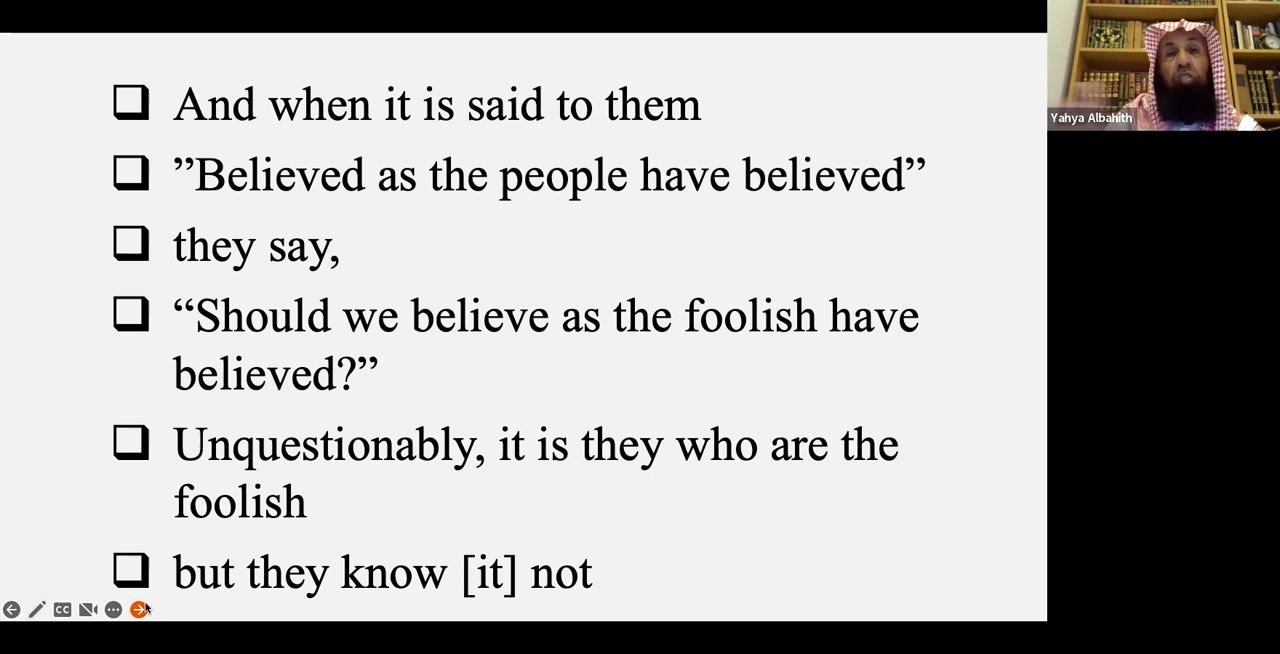 And when it is said to them
”Believed as the people have believed”
they say,
“Should we believe as the foolish have
believed?”
Unquestionably, it is they who are the
foolish
but they know [it] not
Yahya Albahith
CC